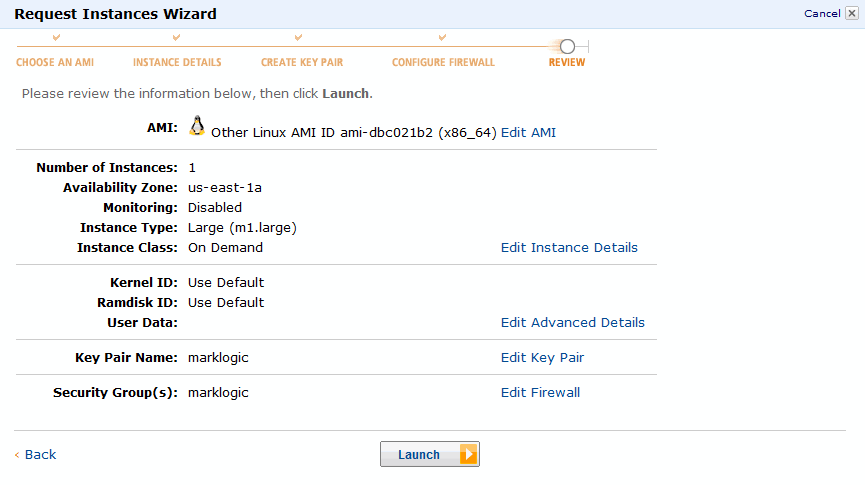 Request Instances Wizard Cancel
CHOOSE AN AMI INSTANCE DETAILS CREATE KEY PAIR CONFIGURE FIREWALL REVIEW
Please review the information below, then click Launch.
AMI: Other Linux AMI ID ami-dbc021b2 (x86_64) Edit AMI
Number of Instances: 1
Availability Zone: us-east-1a
Monitoring: Disabled
Instance Type: Large (m1.large)
Instance Class: On Demand Edit Instance Details
Kernel ID: Use Default
Ramdisk ID: Use Default
User Data: Edit Advanced Details
Key Pair Name: marklogic Edit Key Pair
Security Group(s): marklogic Edit Firewall
‹ Back Launch